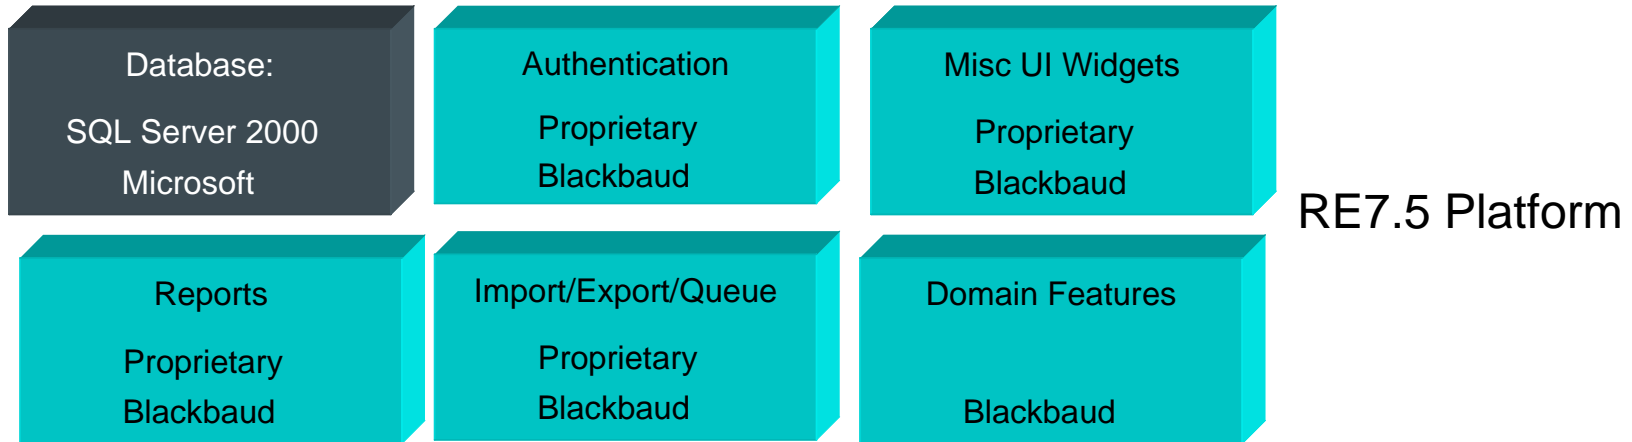 Database:
SQL Server 2000
Microsoft
Authentication
Proprietary
Blackbaud
Misc UI Widgets
Proprietary
Blackbaud
RE7.5 Platform
Reports
Proprietary
Blackbaud
Import/Export/Queue
Proprietary
Blackbaud
Domain Features
Blackbaud